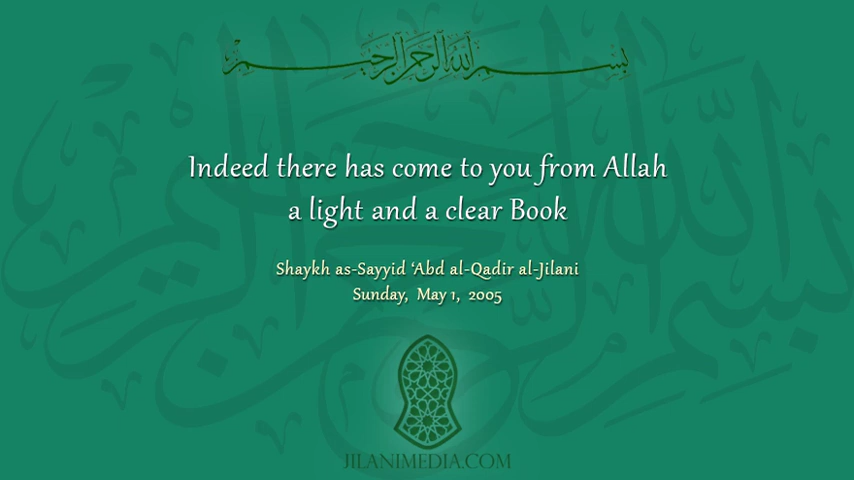 بسم الله الرحمن الرحيم
Indeed there has come to you from Allah
a light and a clear Book
Shaykh as-Sayyid ‘Abd al-Qadir al-Jilani
Sunday, May 1, 2005
JILANIMEDIA.COM